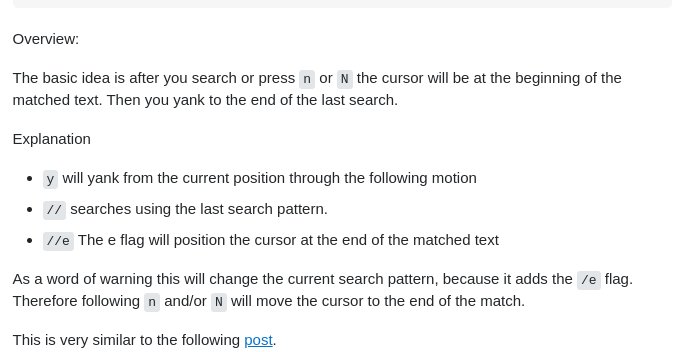 Overview:
The basic idea is after you search or press n or N the cursor will be at the beginning of the
matched text. Then you yank to the end of the last search.
Explanation
• y will yank from the current position through the following motion
• // searches using the last search pattern.
• //e The e flag will position the cursor at the end of the matched text
As a word of warning this will change the current search pattern, because it adds the /e flag.
Therefore following n and/or N will move the cursor to the end of the match.
This is very similar to the following post.